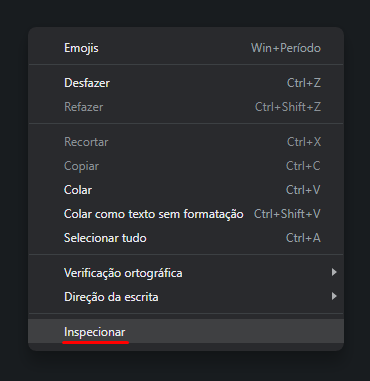 Emojis Win+Período
Desfazer Ctrl+Z
Refazer Ctrl+Shift+Z
Recortar Ctrl+X
Copiar Ctrl+C
Colar Ctrl+V
Colar como texto sem formatação Ctrl+Shift+V
Selecionar tudo Ctrl+A
Verificação ortográfica
Direção da escrita
Inspecionar